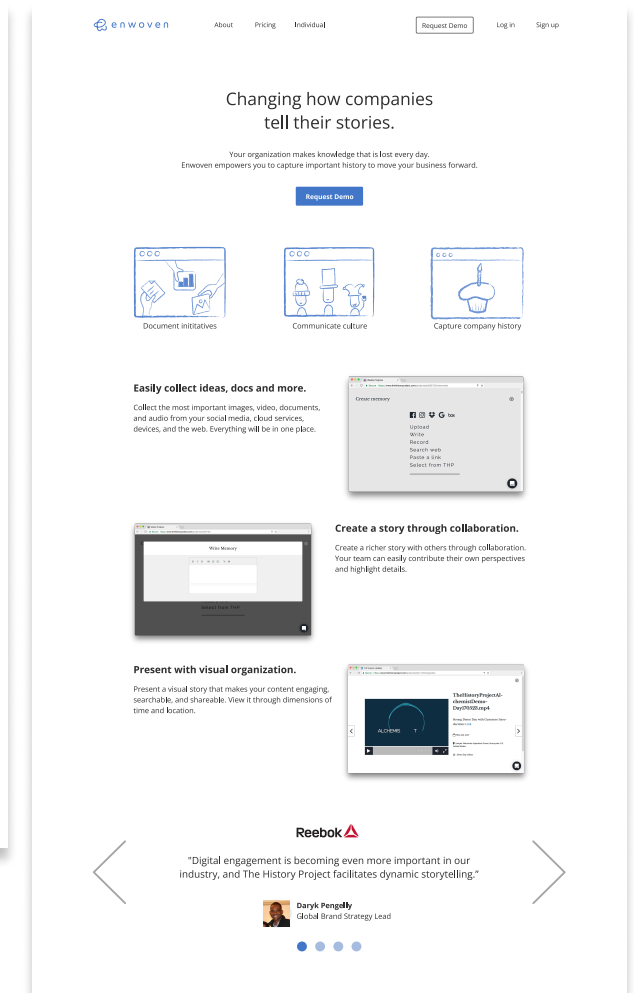 enwoven
About Pricing Individual Request Demo Log in Sign up
Changing how companies
tell their stories.
Your organization makes knowledge that is lost every day.
Enwoven empowers you to capture important history to move your business forward.
Request Demo
Document inititatives
Communicate culture
Capture company history
Easily collect ideas, docs and more.
Collect the most important images, video, documents,
and audio from your social media, cloud services,
devices, and the web. Everything will be in one place.
Create memory
Upload
Write
Record
Search web
Paste a link
Select from THP
Write Memory
Select from THP
Create a story through collaboration.
Create a richer story with others through collaboration.
Your team can easily contribute their own perspectives
and highlight details.
Present with visual organization.
Present a visual story that makes your content engaging,
searchable, and shareable. View it through dimensions of
time and location.
ALCHEMIS T
TheHistoryProjectAl-
chemistDemo-
Day170518.mp4
Reebok
"Digital engagement is becoming even more important in our
industry, and The History Project facilitates dynamic storytelling."
Daryk Pengelly
Global Brand Strategy Lead